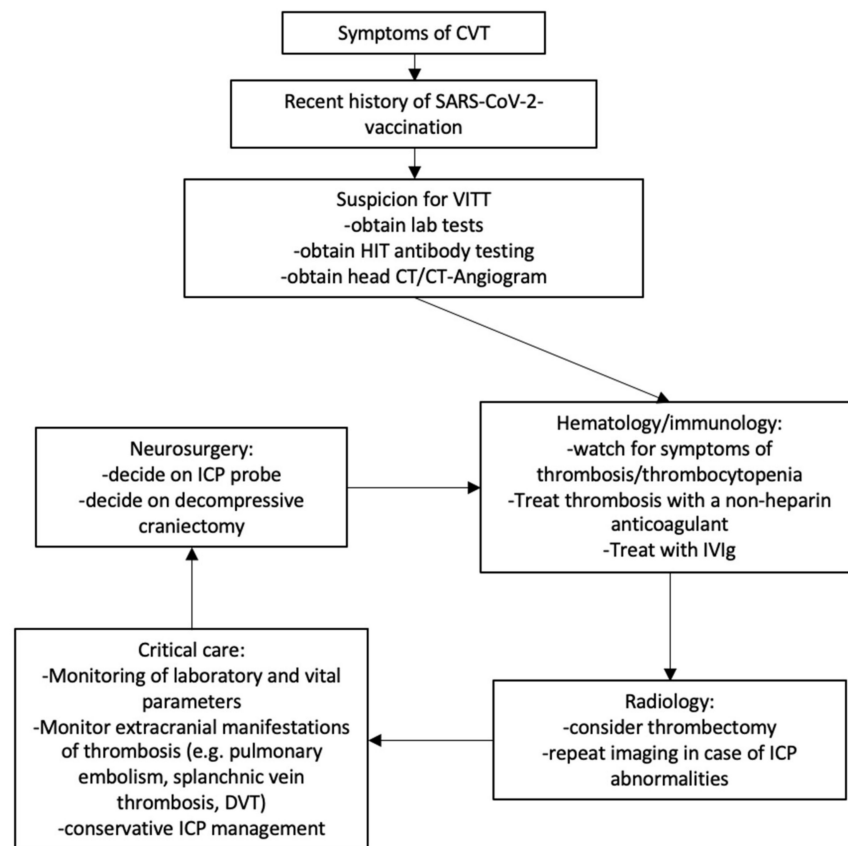 Symptoms of CVT
Recent history of SARS-CoV-2-
vaccination
Suspicion for VITT
-obtain lab tests
-obtain HIT antibody testing
-obtain head CT/CT-Angiogram
Neurosurgery:
-decide on ICP probe
-decide on decompressive
craniectomy
Hematology/immunology:
-watch for symptoms of
thrombosis/thrombocytopenia
-Treat thrombosis with a non-heparin
anticoagulant
-Treat with IVIg
Critical care:
-Monitoring of laboratory and vital
parameters
-Monitor extracranial manifestations
of thrombosis (e.g. pulmonary
embolism, splanchnic vein
thrombosis, DVT)
-conservative ICP management
Radiology:
-consider thrombectomy
-repeat imaging in case of ICP
abnormalities